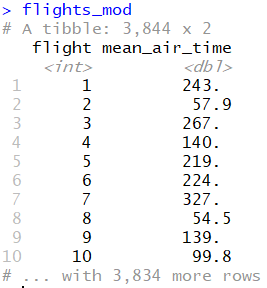 > flights_mod
# A tibble: 3,844 x 2
flight mean_air_time
<int> <dbl>
1 1 243.
2 2 57.9
3 3 267.
4 4 140.
5 5 219.
6 6 224.
7 7 327.
8 8 54.5
9 9 139.
10 10 99.8
# ... with 3,834 more rows